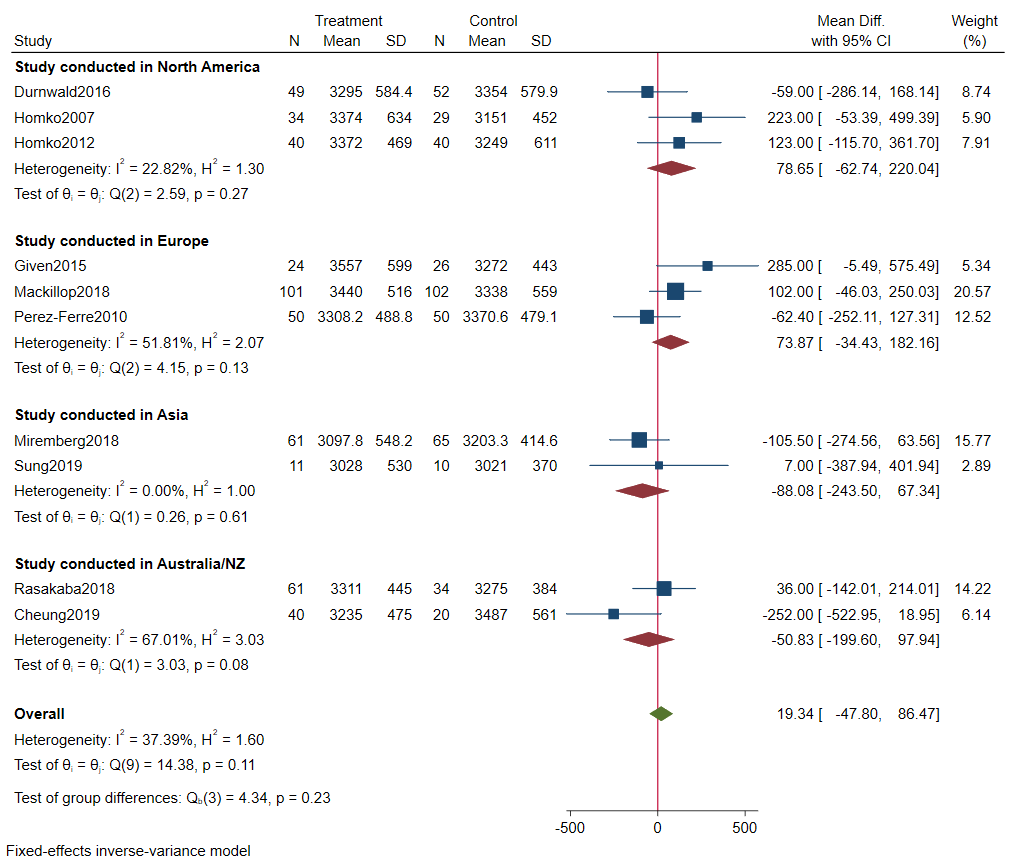 Treatment Control Mean Diff. Weight
Study N Mean SD N Mean SD with 95% CI (%)
Study conducted in North America
Durnwald2016 49 3295 584.4 52 3354 579.9 -59.00 [ -286.14, 168.14] 8.74
Homko2007 34 3374 634 29 3151 452 223.00 [ -53.39, 499.39] 5.90
Homko2012 40 3372 469 40 3249 611 123.00 [ -115.70, 361.70] 7.91
Heterogeneity: I² = 22.82%, H² = 1.30 78.65 [ -62.74, 220.04]
Test of θᵢ = θⱼ: Q(2) = 2.59, p = 0.27
Study conducted in Europe
Given2015 24 3557 599 26 3272 443 285.00 [ -5.49, 575.49] 5.34
Mackillop2018 101 3440 516 102 3338 559 102.00 [ -46.03, 250.03] 20.57
Perez-Ferre2010 50 3308.2 488.8 50 3370.6 479.1 -62.40 [ -252.11, 127.31] 12.52
Heterogeneity: I² = 51.81%, H² = 2.07 73.87 [ -34.43, 182.16]
Test of θᵢ = θⱼ: Q(2) = 4.15, p = 0.13
Study conducted in Asia
Miremberg2018 61 3097.8 548.2 65 3203.3 414.6 -105.50 [ -274.56, 63.56] 15.77
Sung2019 11 3028 530 10 3021 370 7.00 [ -387.94, 401.94] 2.89
Heterogeneity: I² = 0.00%, H² = 1.00 -88.08 [ -243.50, 67.34]
Test of θᵢ = θⱼ: Q(1) = 0.26, p = 0.61
Study conducted in Australia/NZ
Rasakaba2018 61 3311 445 34 3275 384 36.00 [ -142.01, 214.01] 14.22
Cheung2019 40 3235 475 20 3487 561 -252.00 [ -522.95, 18.95] 6.14
Heterogeneity: I² = 67.01%, H² = 3.03 -50.83 [ -199.60, 97.94]
Test of θᵢ = θⱼ: Q(1) = 3.03, p = 0.08
Overall 19.34 [ -47.80, 86.47]
Heterogeneity: I² = 37.39%, H² = 1.60
Test of θᵢ = θⱼ: Q(9) = 14.38, p = 0.11
Test of group differences: Q_b(3) = 4.34, p = 0.23
-500 0 500
Fixed-effects inverse-variance model